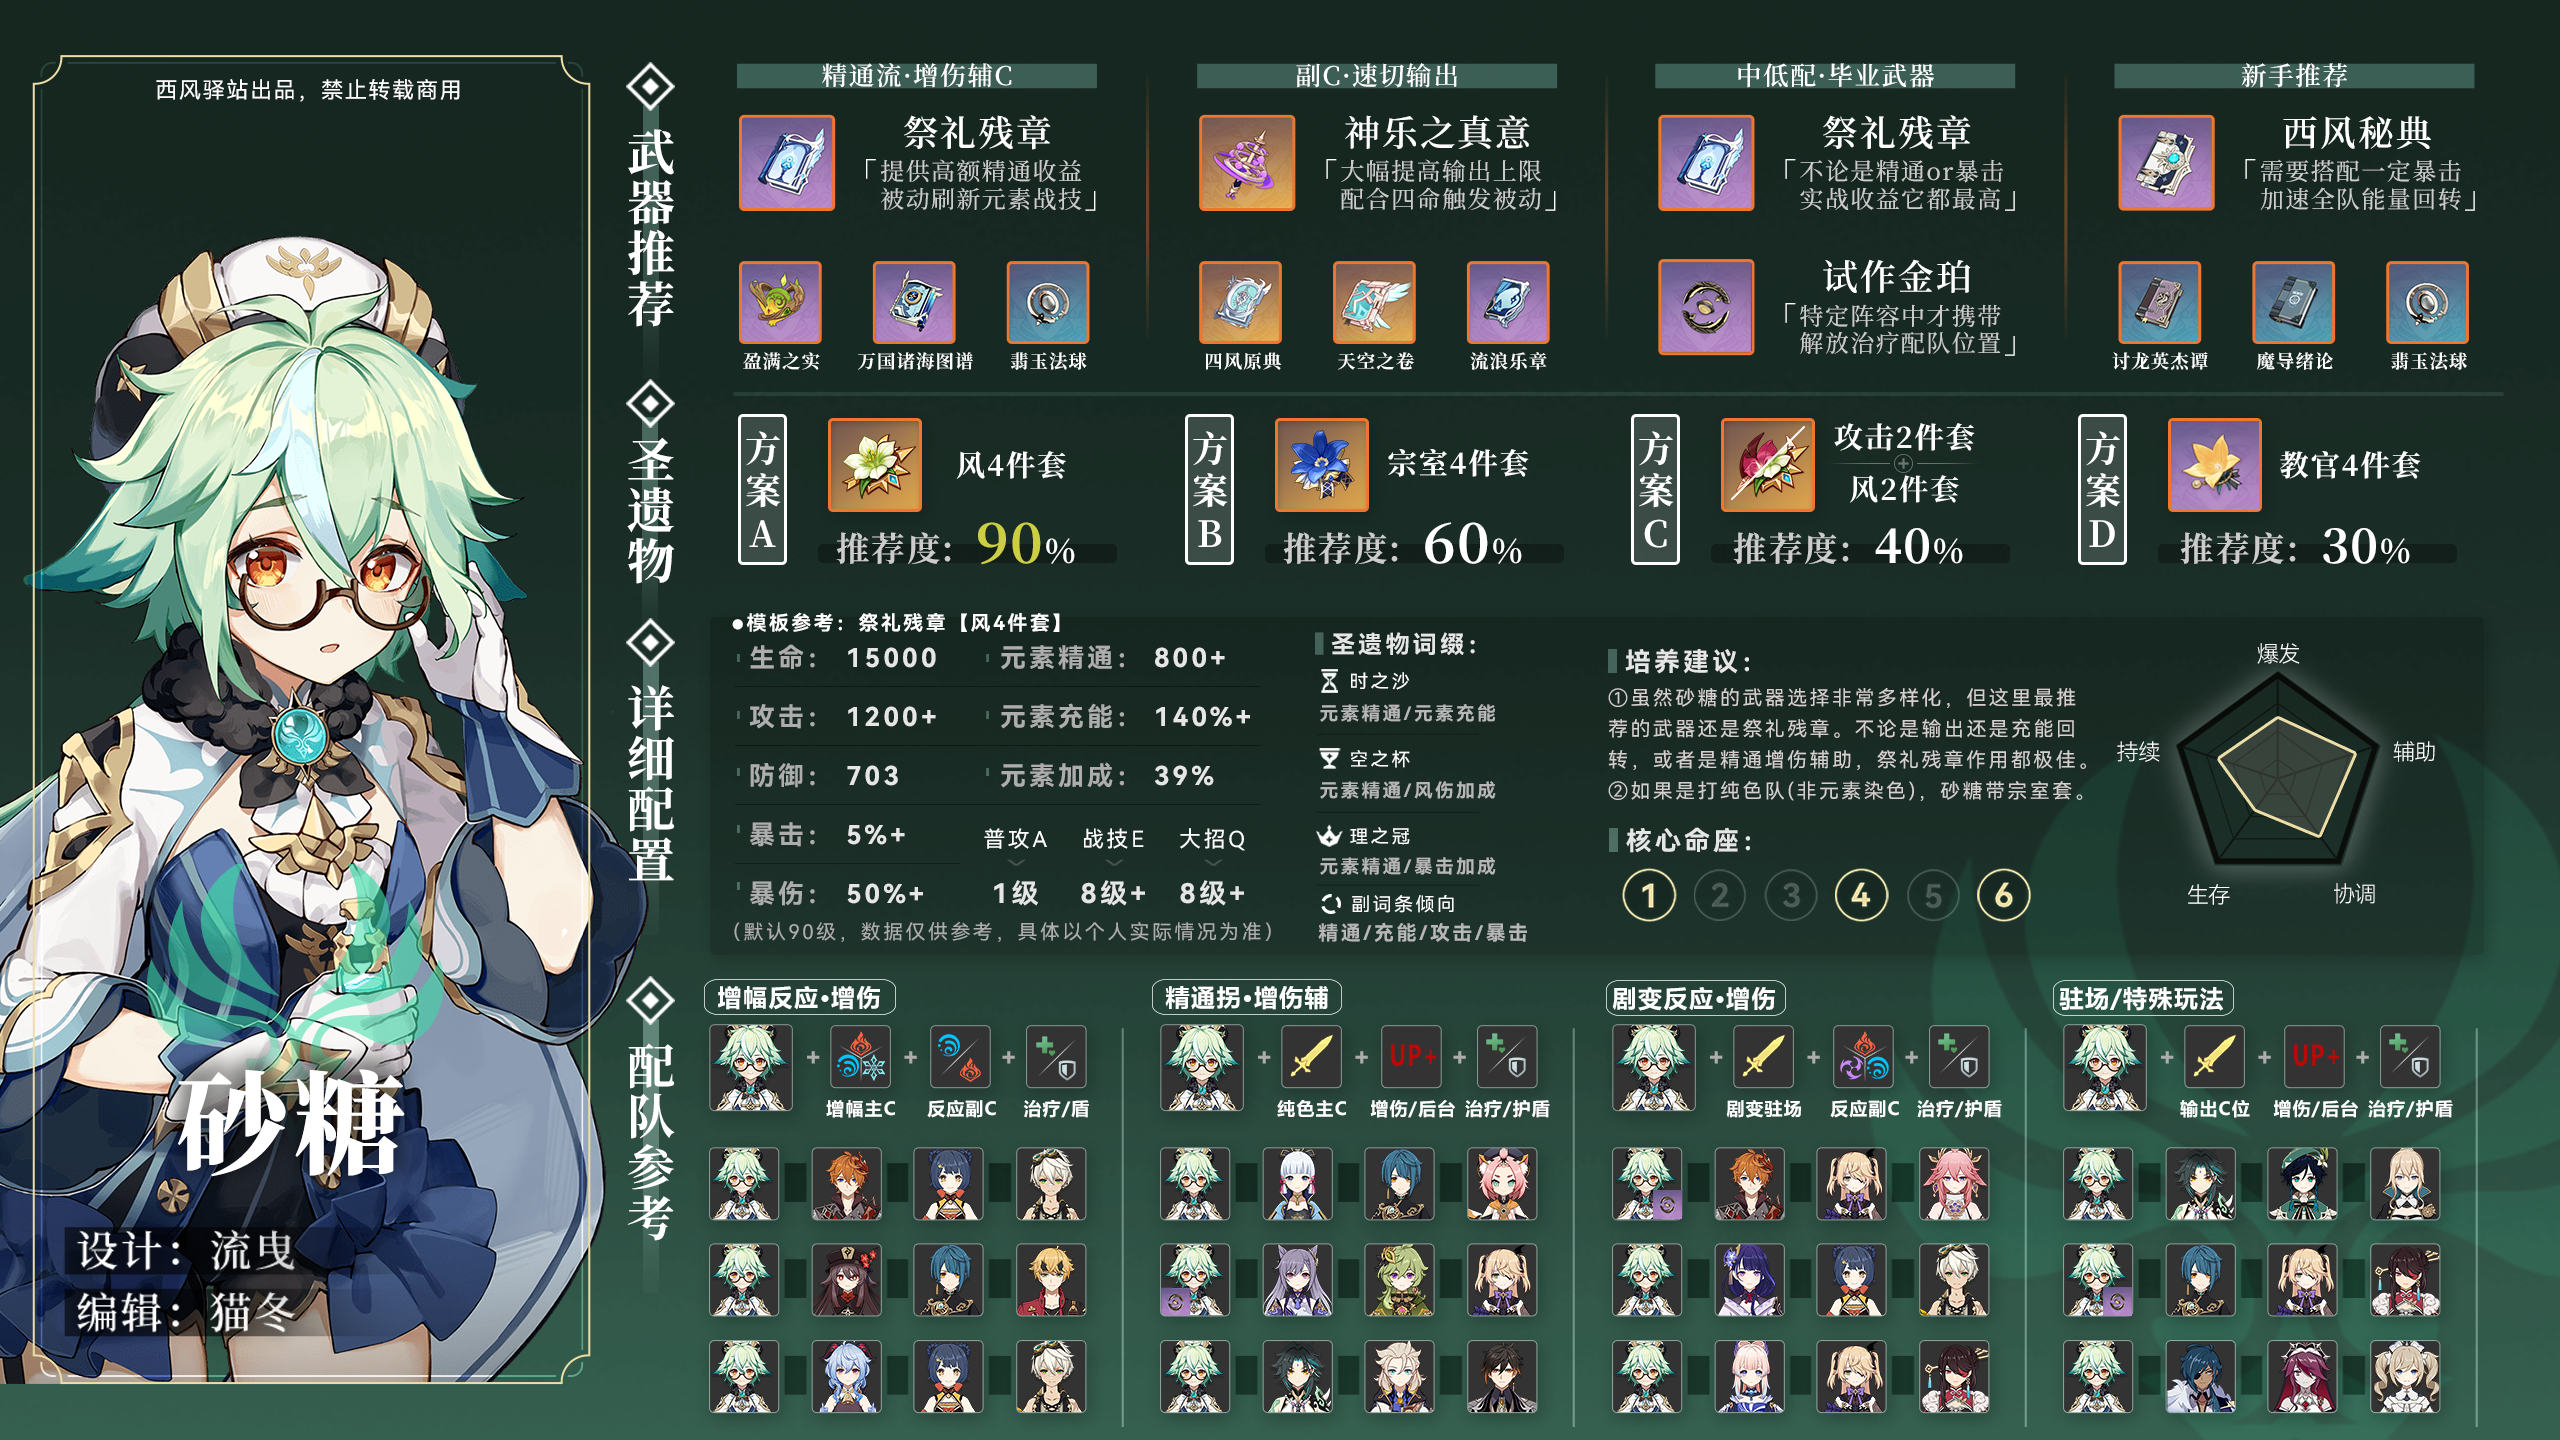 西风驿站出品，禁止转载商用
砂糖
设计：流曳
编辑：猫冬
武器推荐
精通流·增伤辅C
祭礼残章
「提供高额精通收益
被动刷新元素战技」
盈满之实
万国诸海图谱
翡玉法球
副C·速切输出
神乐之真意
「大幅提高输出上限
配合四命触发被动」
四风原典
天空之卷
流浪乐章
中低配·毕业武器
祭礼残章
「不论是精通or暴击
实战收益它都最高」
试作金珀
「特定阵容中才携带
解放治疗配队位置」
新手推荐
西风秘典
「需要搭配一定暴击
加速全队能量回转」
讨龙英杰谭
魔导绪论
翡玉法球
圣遗物
方案A
风4件套
推荐度：90%
方案B
宗室4件套
推荐度：60%
方案C
攻击2件套
风2件套
推荐度：40%
方案D
教官4件套
推荐度：30%
详细配置
●模板参考：祭礼残章【风4件套】
生命： 15000 元素精通： 800+
攻击： 1200+ 元素充能： 140%+
防御： 703 元素加成： 39%
暴击： 5%+ 普攻A 战技E 大招Q
暴伤： 50%+ 1级 8级+ 8级+
(默认90级，数据仅供参考，具体以个人实际情况为准)
圣遗物词缀：
时之沙
元素精通/元素充能
空之杯
元素精通/风伤加成
理之冠
元素精通/暴击加成
副词条倾向
精通/充能/攻击/暴击
培养建议：
①虽然砂糖的武器选择非常多样化，但这里最推
荐的武器还是祭礼残章。不论是输出还是充能回
转，或者是精通增伤辅助，祭礼残章作用都极佳。
②如果是打纯色队(非元素染色)，砂糖带宗室套。
核心命座：
1 2 3 4 5 6
爆发
持续
辅助
生存
协调
配队参考
增幅反应·增伤
+ + +
增幅主C 反应副C 治疗/盾
精通拐·增伤辅
+ + UP+ +
纯色主C 增伤/后台 治疗/护盾
剧变反应·增伤
+ + +
剧变驻场 反应副C 治疗/护盾
驻场/特殊玩法
+ + UP+ +
输出C位 增伤/后台 治疗/护盾